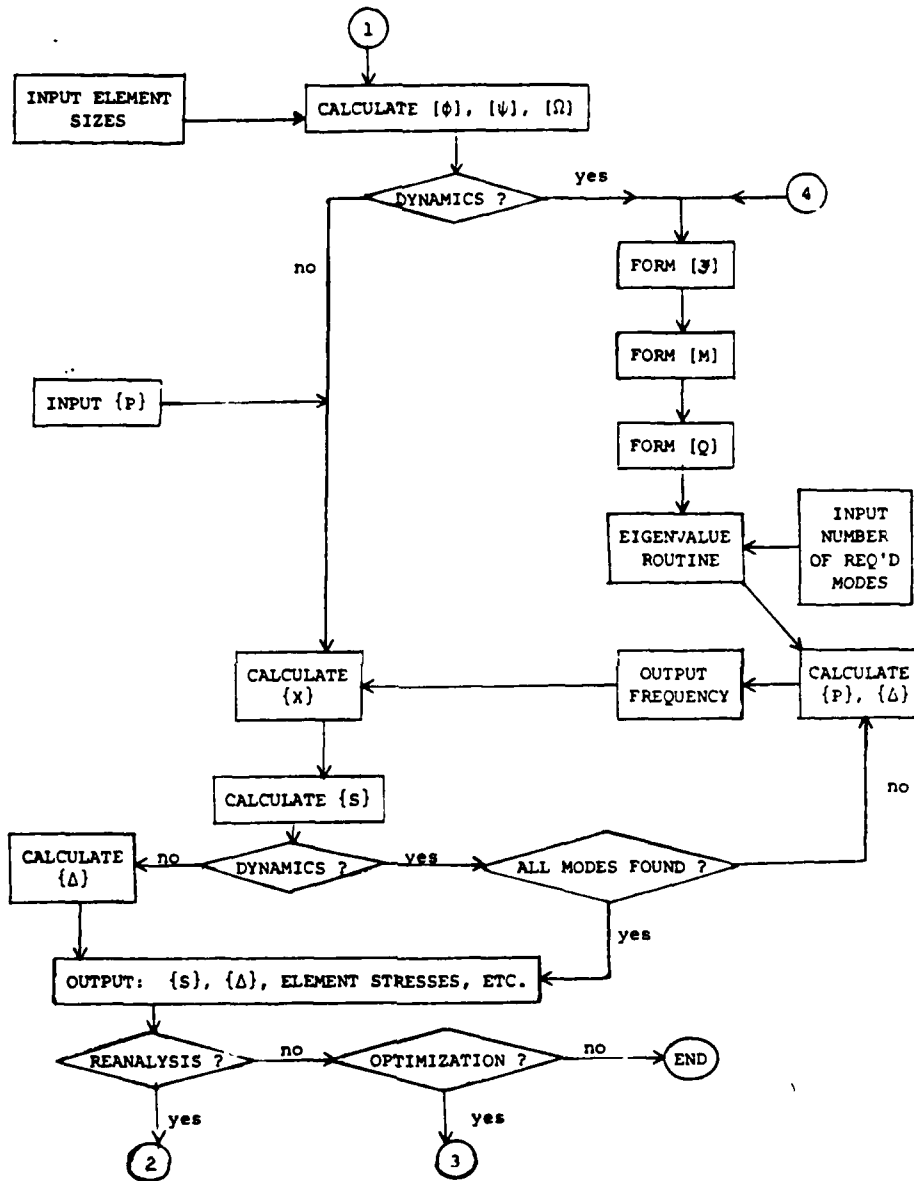 1
INPUT ELEMENT
SIZES
CALCULATE [φ], [ψ], [Ω]
DYNAMICS ?
yes
4
no
FORM [ℱ]
FORM [M]
INPUT {P}
FORM [Q]
EIGENVALUE
ROUTINE
INPUT
NUMBER
OF REQ'D
MODES
CALCULATE
{X}
OUTPUT
FREQUENCY
CALCULATE
{P}, {Δ}
no
CALCULATE {S}
CALCULATE
{Δ}
no
DYNAMICS ?
yes
ALL MODES FOUND ?
yes
OUTPUT: {S}, {Δ}, ELEMENT STRESSES, ETC.
REANALYSIS ?
no
OPTIMIZATION ?
no
END
yes
yes
2
3